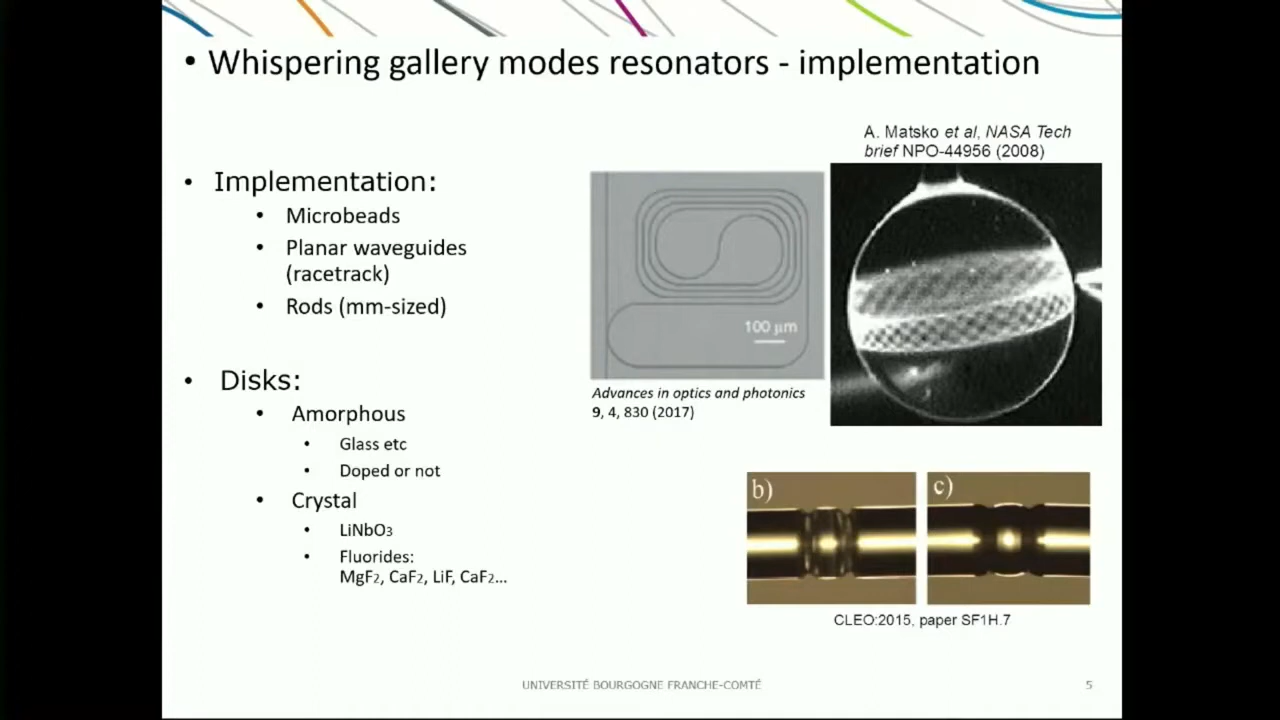 • Whispering gallery modes resonators - implementation
A. Matsko et al, NASA Tech
brief NPO-44956 (2008)
• Implementation:
• Microbeads
• Planar waveguides
(racetrack)
• Rods (mm-sized)
100 µm
Advances in optics and photonics
9, 4, 830 (2017)
• Disks:
• Amorphous
• Glass etc
• Doped or not
• Crystal
• LiNbO3
• Fluorides:
MgF2, CaF2, LiF, CaF2...
b)
c)
CLEO:2015, paper SF1H.7
UNIVERSITÉ BOURGOGNE FRANCHE-COMTÉ
5